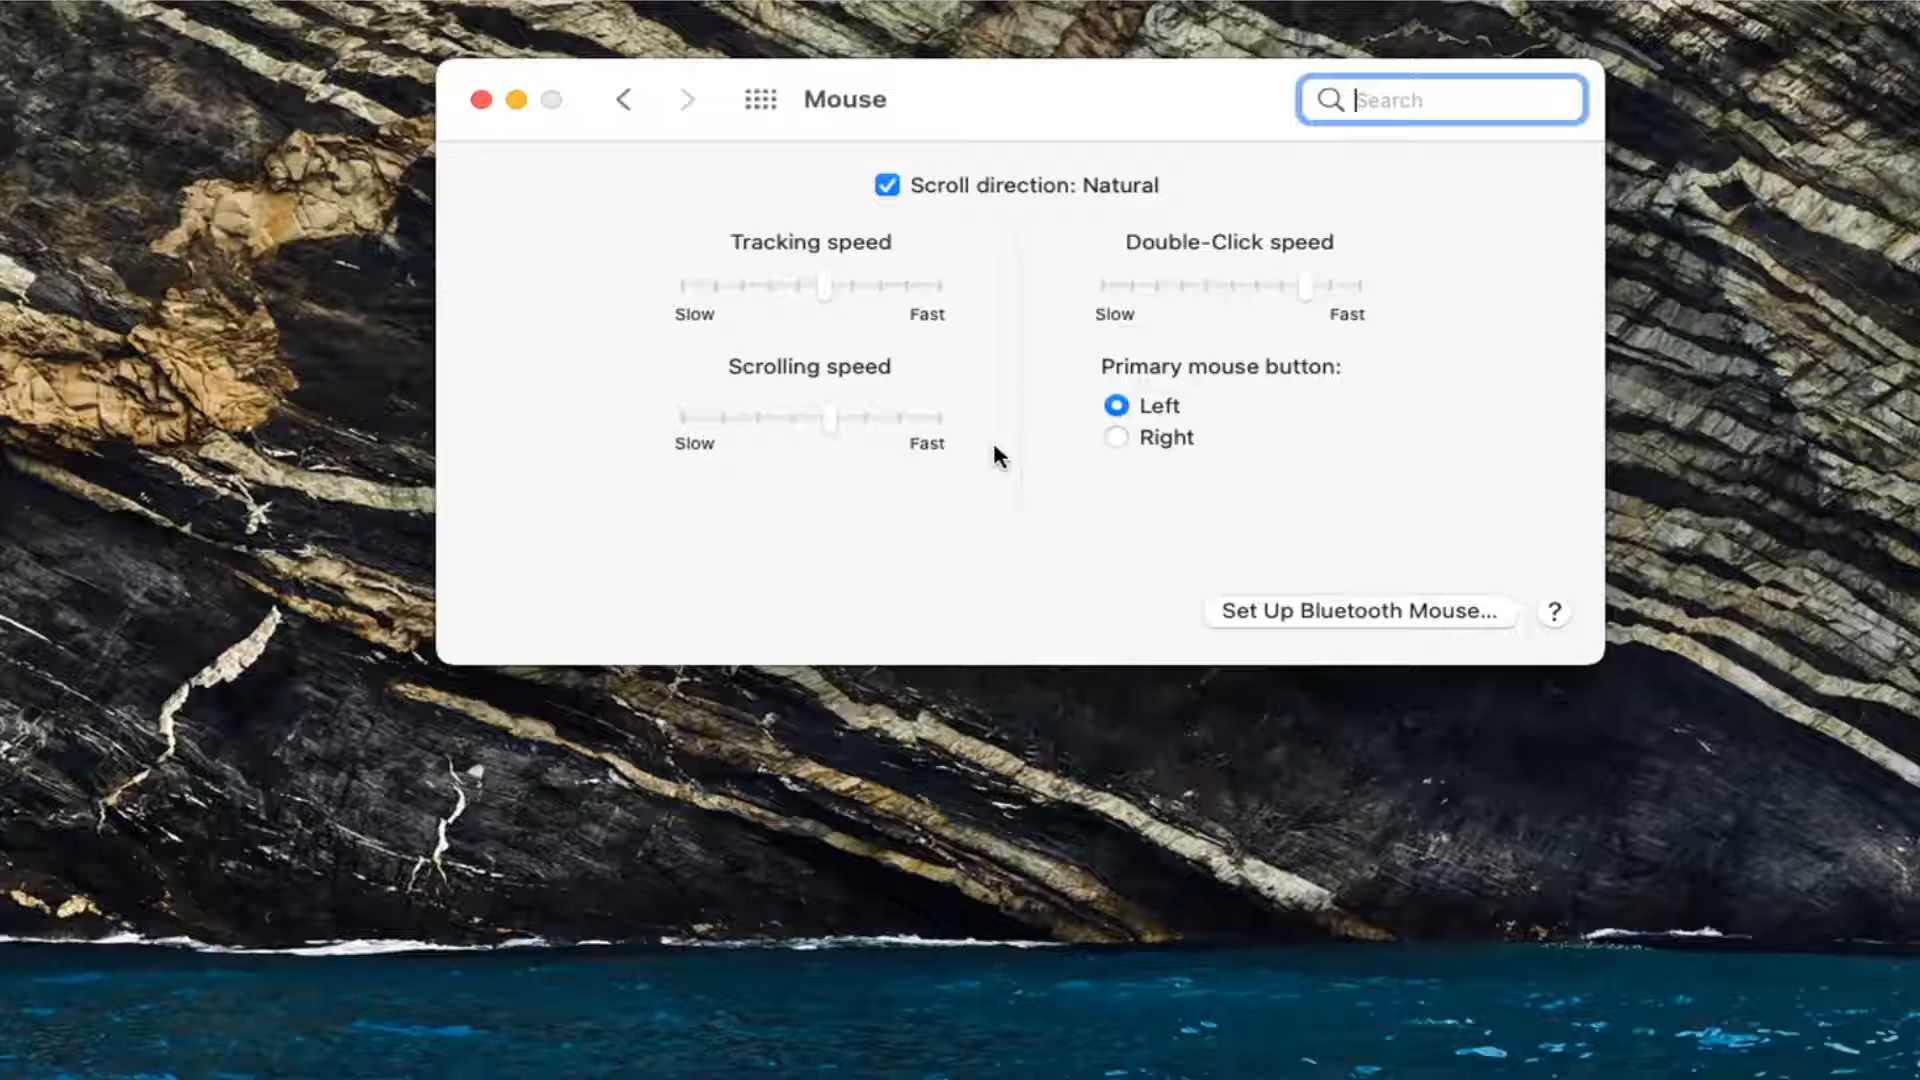 Mouse
Search
Scroll direction: Natural
Tracking speed
Slow
Fast
Double-Click speed
Slow
Fast
Scrolling speed
Slow
Fast
Primary mouse button:
Left
Right
Set Up Bluetooth Mouse...
?